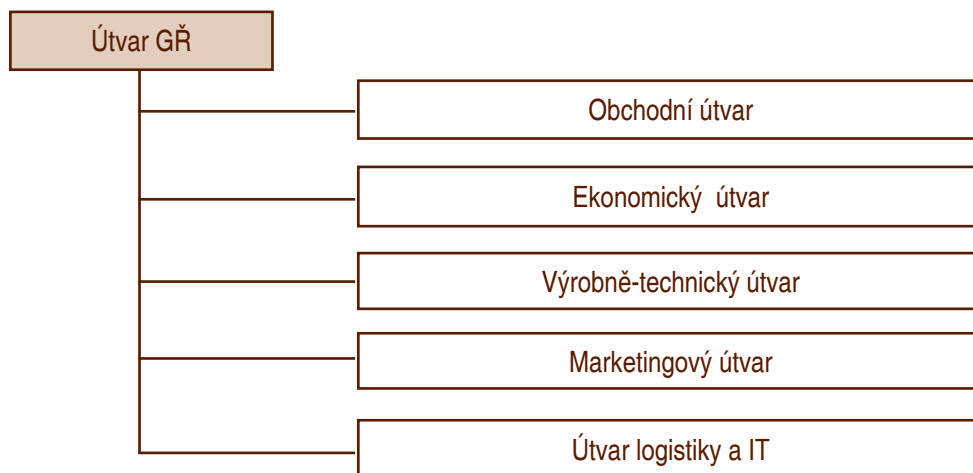 Útvar GŘ
Obchodní útvar
Ekonomický útvar
Výrobně-technický útvar
Marketingový útvar
Útvar logistiky a IT